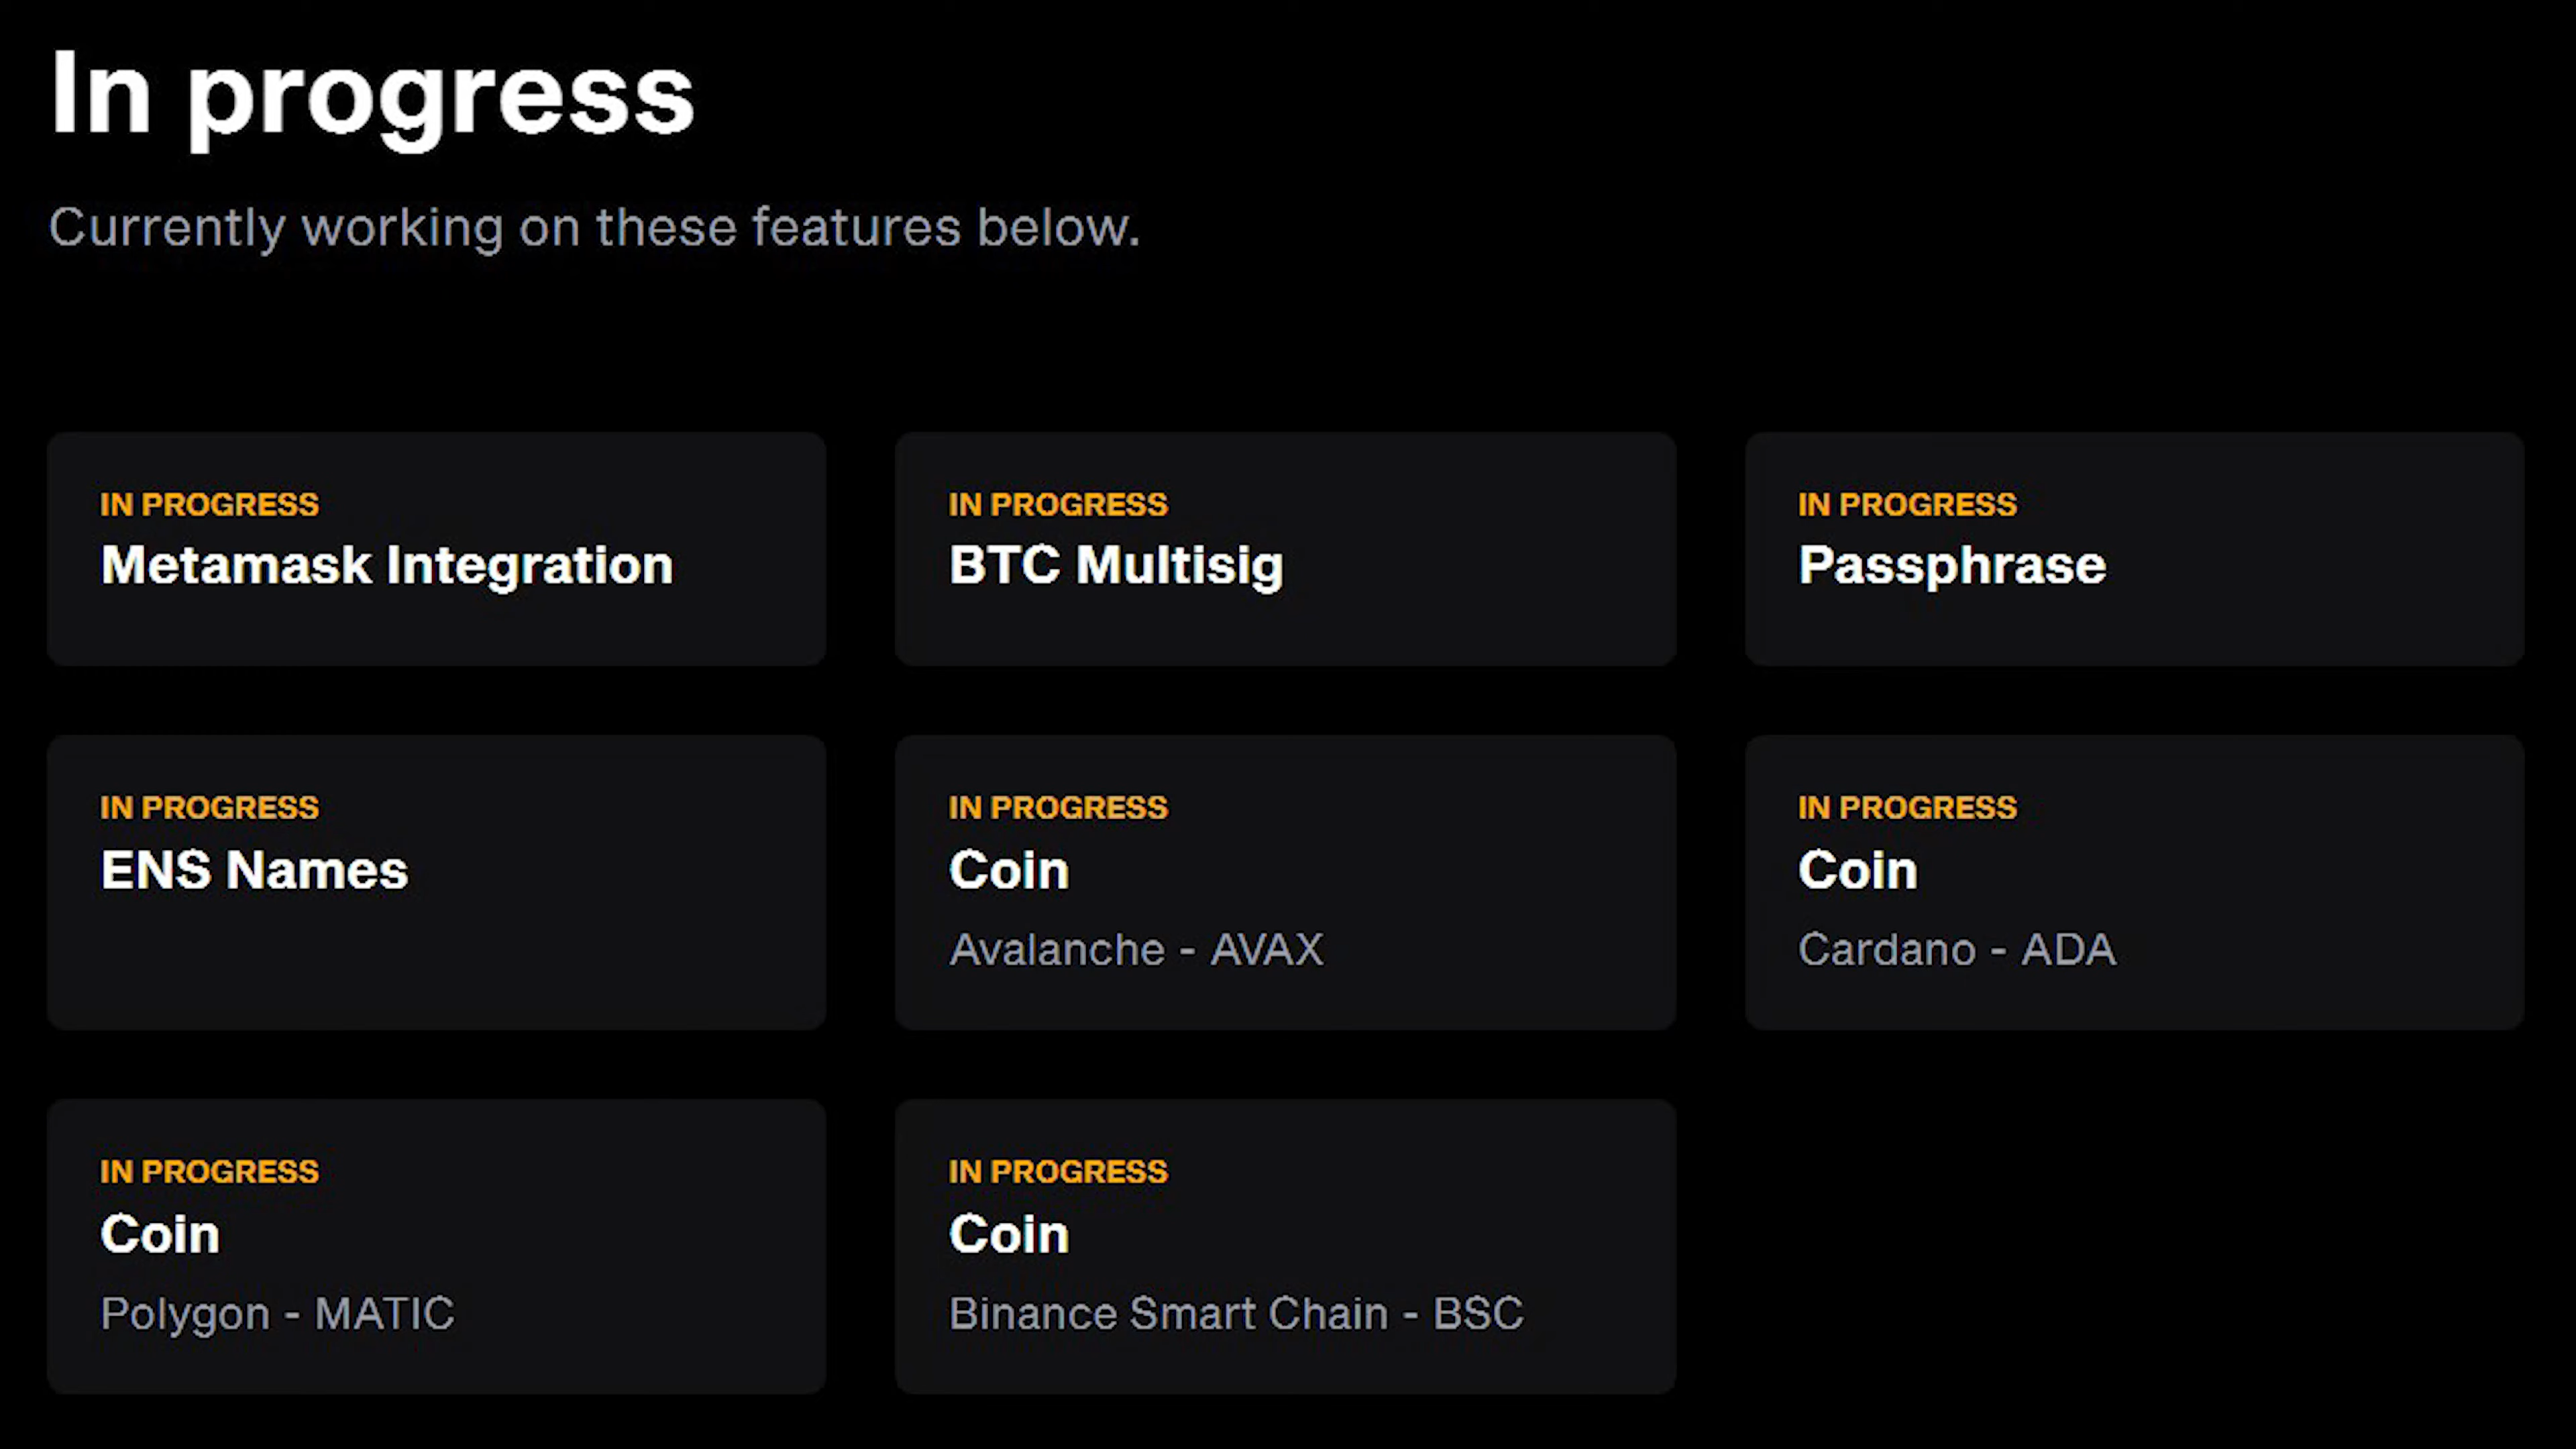 In progress
Currently working on these features below.
IN PROGRESS
Metamask Integration
IN PROGRESS
BTC Multisig
IN PROGRESS
Passphrase
IN PROGRESS
ENS Names
IN PROGRESS
Coin
Avalanche - AVAX
IN PROGRESS
Coin
Cardano - ADA
IN PROGRESS
Coin
Polygon - MATIC
IN PROGRESS
Coin
Binance Smart Chain - BSC